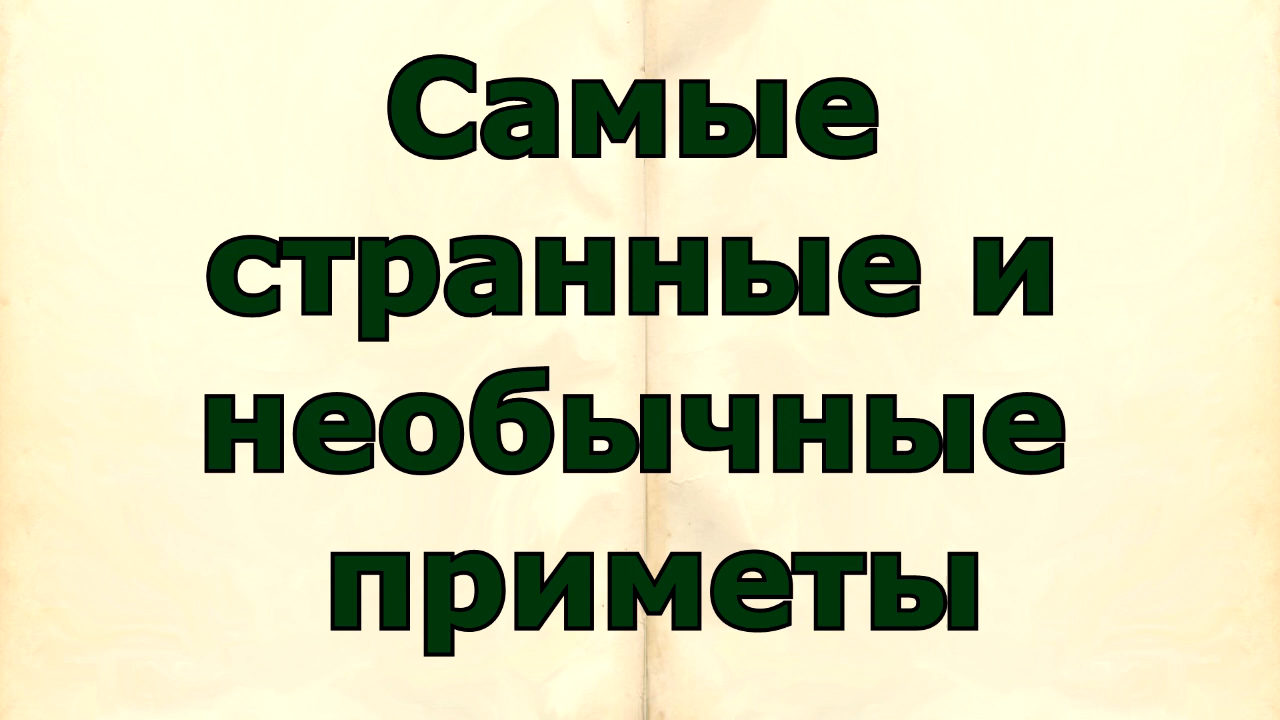 Самые
странные и
необычные
приметы